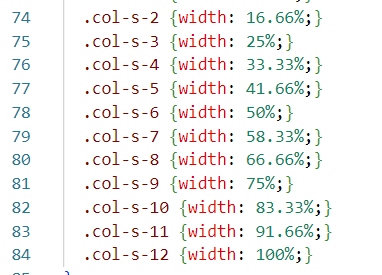 74 .col-s-2 {width: 16.66%;}
75 .col-s-3 {width: 25%;}
76 .col-s-4 {width: 33.33%;}
77 .col-s-5 {width: 41.66%;}
78 .col-s-6 {width: 50%;}
79 .col-s-7 {width: 58.33%;}
80 .col-s-8 {width: 66.66%;}
81 .col-s-9 {width: 75%;}
82 .col-s-10 {width: 83.33%;}
83 .col-s-11 {width: 91.66%;}
84 .col-s-12 {width: 100%;}